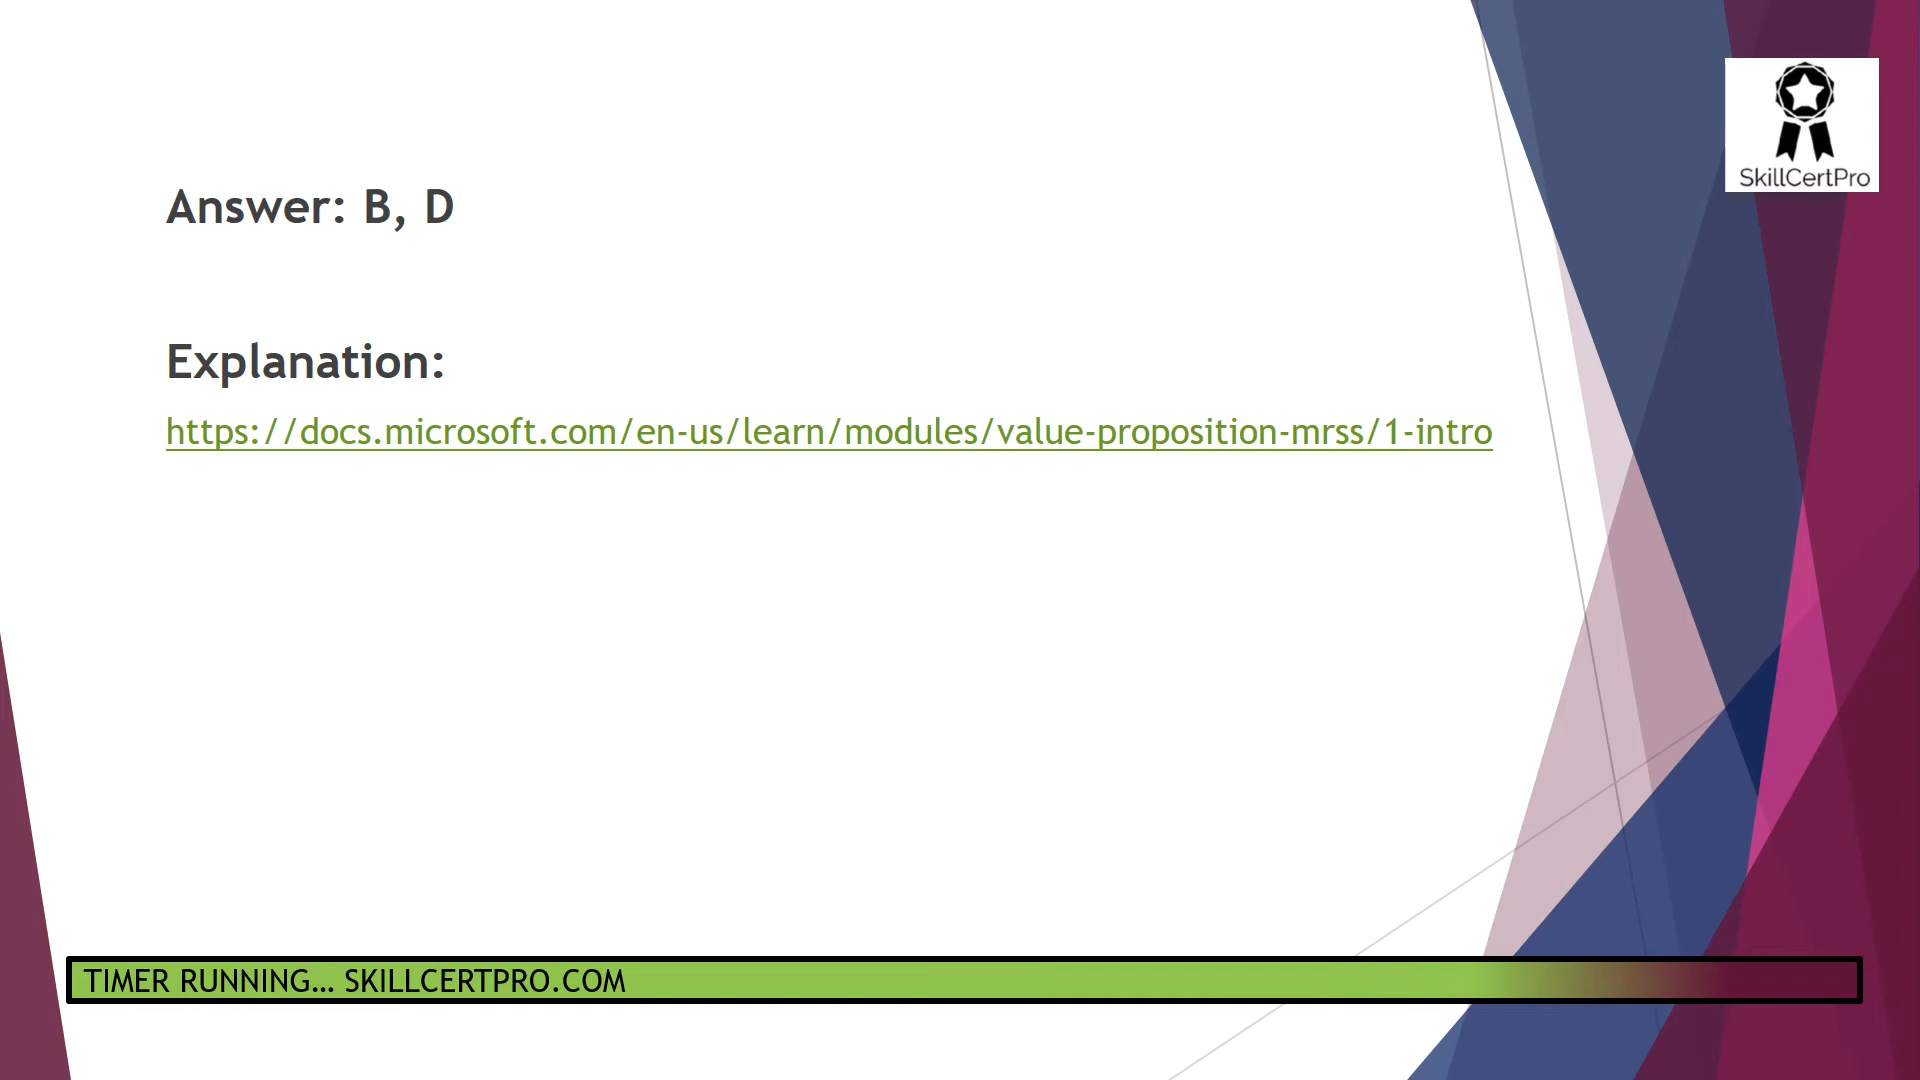 SkillCertPro
Answer: B, D
Explanation:
https://docs.microsoft.com/en-us/learn/modules/value-proposition-mrss/1-intro
TIMER RUNNING... SKILLCERTPRO.COM